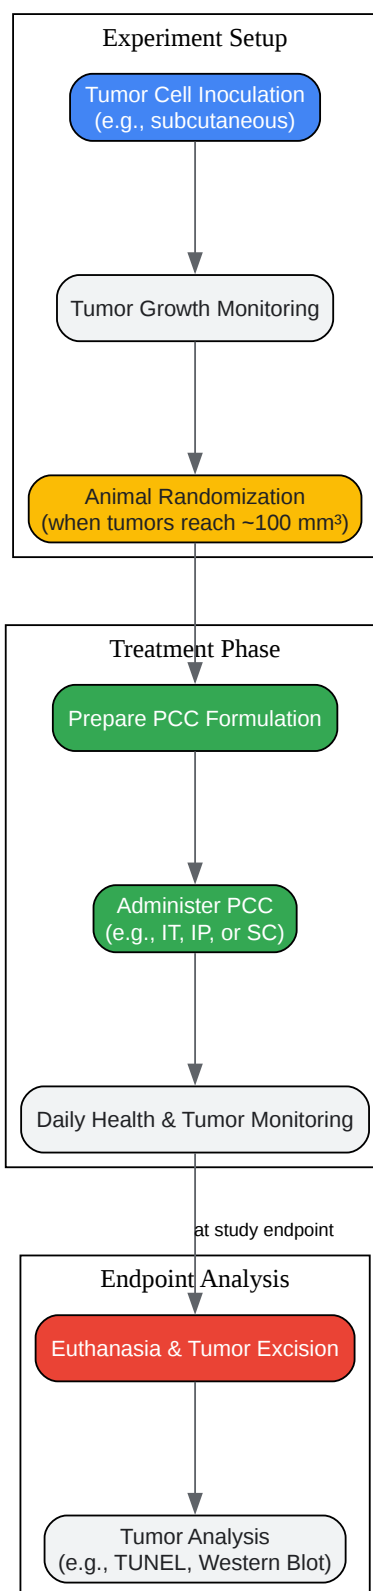 Experiment Setup
Tumor Cell Inoculation
(e.g., subcutaneous)
Tumor Growth Monitoring
Animal Randomization
(when tumors reach ~100 mm³)
Treatment Phase
Prepare PCC Formulation
Administer PCC
(e.g., IT, IP, or SC)
Daily Health & Tumor Monitoring
at study endpoint
Endpoint Analysis
Euthanasia & Tumor Excision
Tumor Analysis
(e.g., TUNEL, Western Blot)